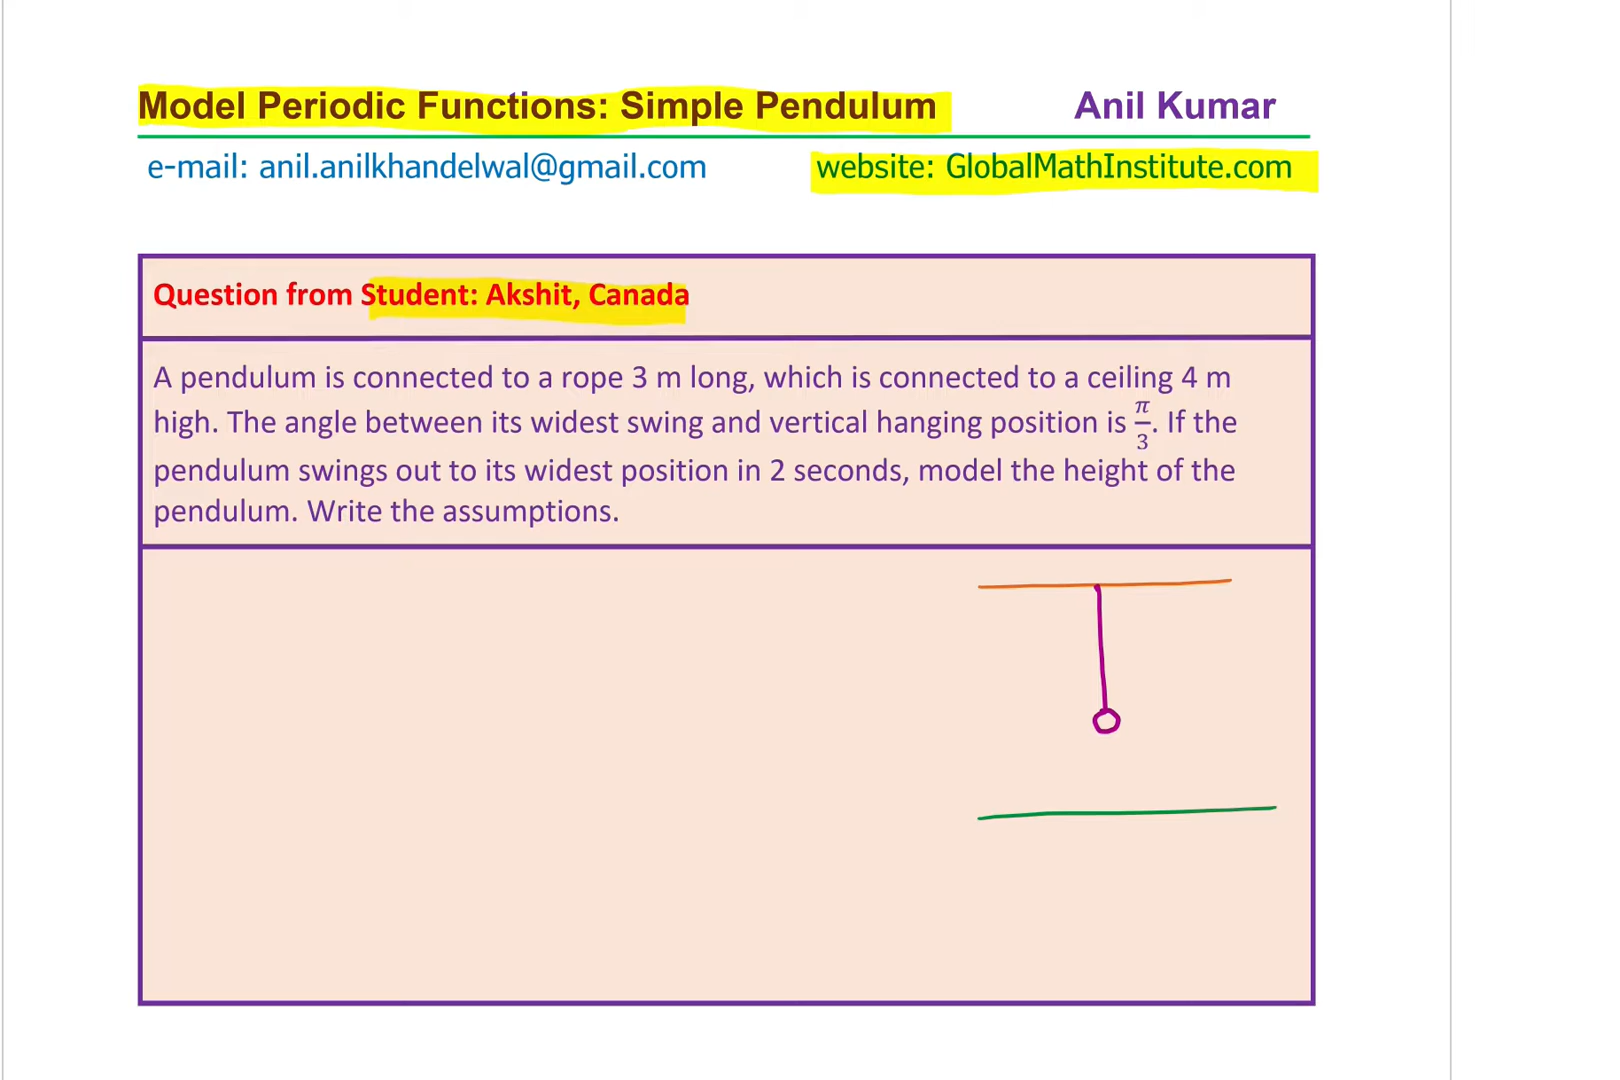 Model Periodic Functions: Simple Pendulum Anil Kumar
e-mail: anil.anilkhandelwal@gmail.com website: GlobalMathInstitute.com
Question from Student: Akshit, Canada
A pendulum is connected to a rope 3 m long, which is connected to a ceiling 4 m
high. The angle between its widest swing and vertical hanging position is π/3. If the
pendulum swings out to its widest position in 2 seconds, model the height of the
pendulum. Write the assumptions.